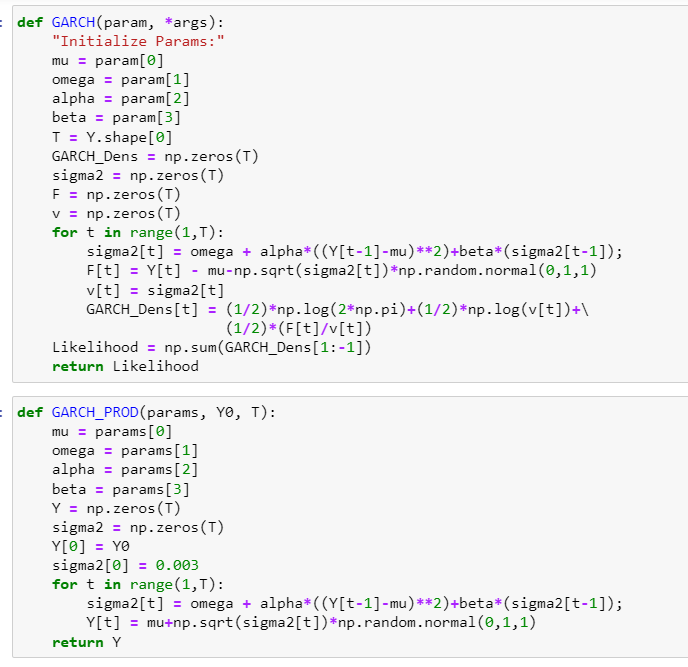 : def GARCH(param, *args):
    "Initialize Params:"
    mu = param[0]
    omega = param[1]
    alpha = param[2]
    beta = param[3]
    T = Y.shape[0]
    GARCH_Dens = np.zeros(T)
    sigma2 = np.zeros(T)
    F = np.zeros(T)
    v = np.zeros(T)
    for t in range(1,T):
        sigma2[t] = omega + alpha*((Y[t-1]-mu)**2)+beta*(sigma2[t-1]);
        F[t] = Y[t] - mu-np.sqrt(sigma2[t])*np.random.normal(0,1,1)
        v[t] = sigma2[t]
        GARCH_Dens[t] = (1/2)*np.log(2*np.pi)+(1/2)*np.log(v[t])+\
                        (1/2)*(F[t]/v[t])
    Likelihood = np.sum(GARCH_Dens[1:-1])
    return Likelihood
: def GARCH_PROD(params, Y0, T):
    mu = params[0]
    omega = params[1]
    alpha = params[2]
    beta = params[3]
    Y = np.zeros(T)
    sigma2 = np.zeros(T)
    Y[0] = Y0
    sigma2[0] = 0.003
    for t in range(1,T):
        sigma2[t] = omega + alpha*((Y[t-1]-mu)**2)+beta*(sigma2[t-1]);
        Y[t] = mu+np.sqrt(sigma2[t])*np.random.normal(0,1,1)
    return Y